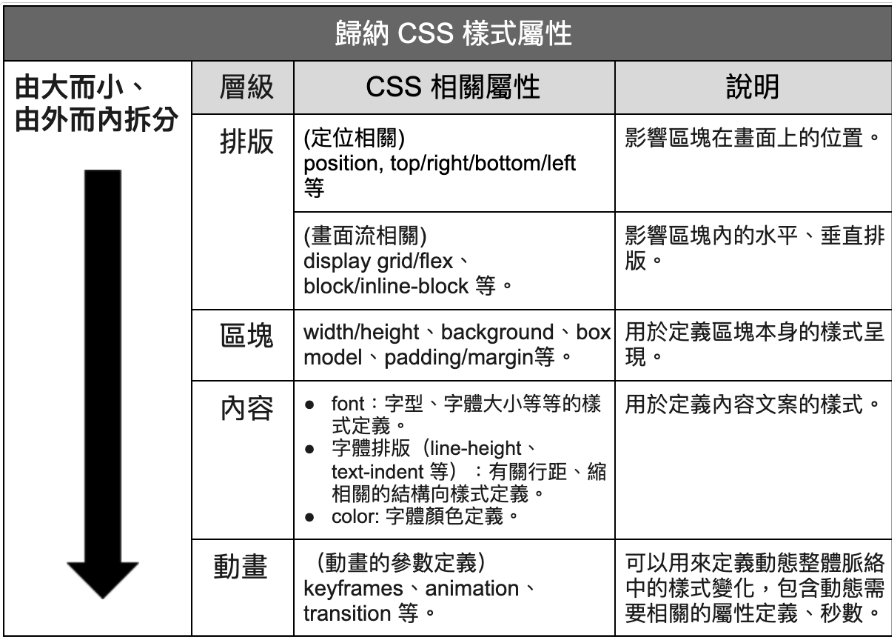 歸納 CSS 樣式屬性
由大而小、
由外而內拆分
層級
CSS 相關屬性
說明
排版
(定位相關)
position, top/right/bottom/left
等
影響區塊在畫面上的位置。
(畫面流相關)
display grid/flex、
block/inline-block 等。
影響區塊內的水平、垂直排
版。
區塊
width/height、background、box
model、padding/margin等。
用於定義區塊本身的樣式呈
現。
內容
● font：字型、字體大小等等的樣
式定義。
● 字體排版（line-height、
text-indent 等）：有關行距、縮
相關的結構向樣式定義。
● color: 字體顏色定義。
用於定義內容文案的樣式。
動畫
（動畫的參數定義）
keyframes、animation、
transition 等。
可以用來定義動態整體脈絡
中的樣式變化，包含動態需
要相關的屬性定義、秒數。